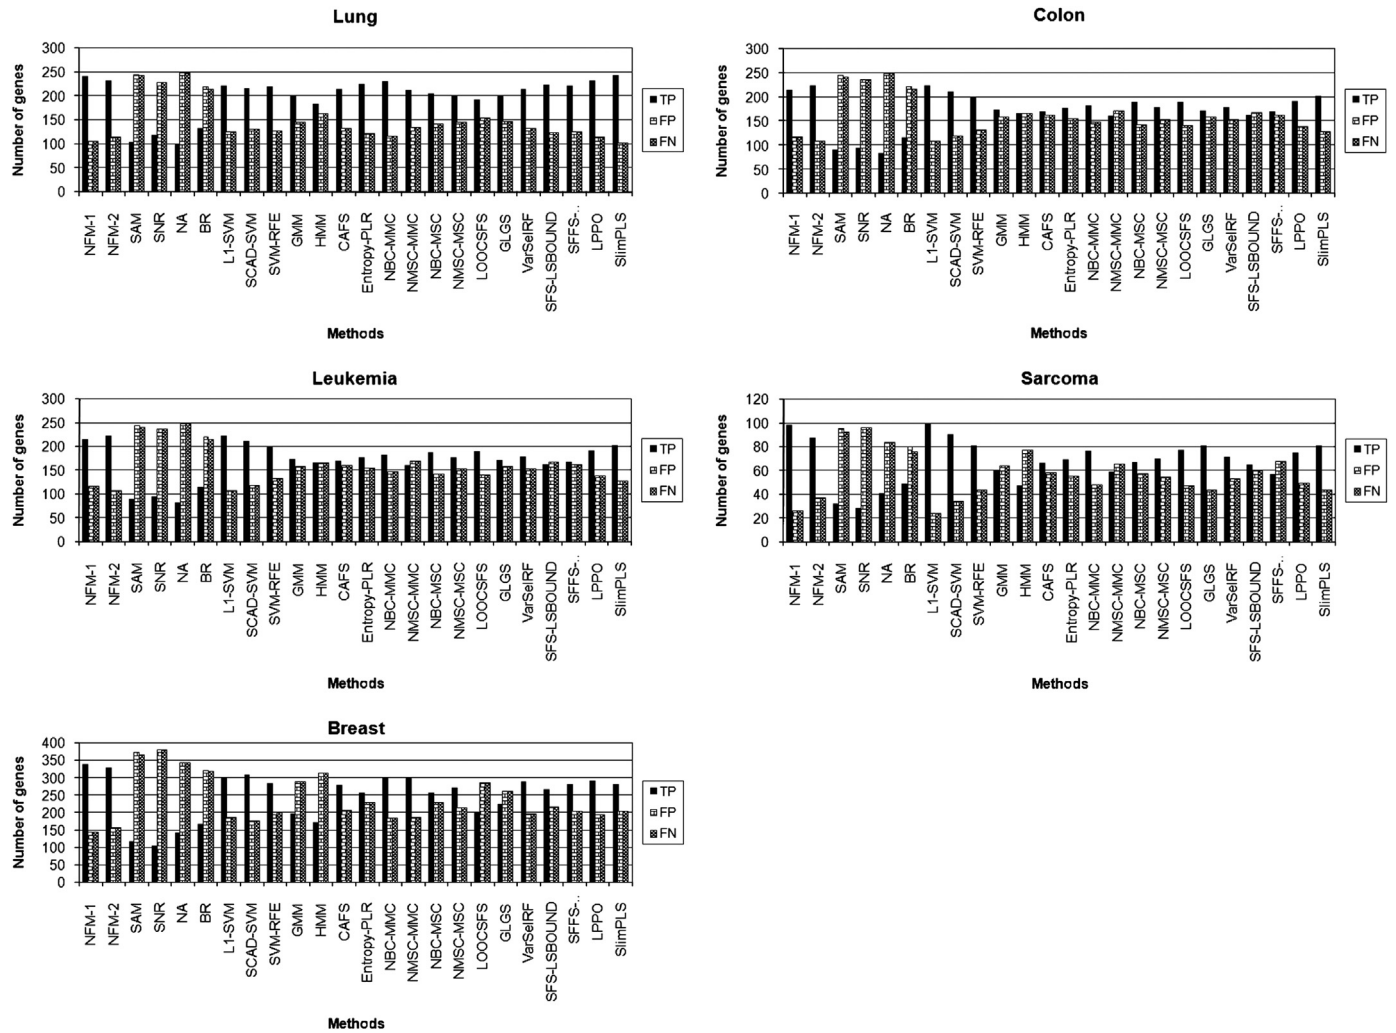 Lung
Number of genes
300
250
200
150
100
50
0
NFM-1
NFM-2
SAM
SNR
NA
BR
L1-SVM
SCAD-SVM
SVM-RFE
GMM
HMM
CAFS
Entropy-PLR
NBC-MMC
NMSC-MMC
NBC-MSC
NMSC-MSC
LOOCSFS
GLGS
VarSelRF
SFS-LSBOUND
SFFS-..
LPPO
SlimPLS
Methods
TP
FP
FN
Colon
Number of genes
300
250
200
150
100
50
0
NFM-1
NFM-2
SAM
SNR
NA
BR
L1-SVM
SCAD-SVM
SVM-RFE
GMM
HMM
CAFS
Entropy-PLR
NBC-MMC
NMSC-MMC
NBC-MSC
NMSC-MSC
LOOCSFS
GLGS
VarSelRF
SFS-LSBOUND
SFFS-..
LPPO
SlimPLS
Methods
TP
FP
FN
Leukemia
Number of genes
300
250
200
150
100
50
0
NFM-1
NFM-2
SAM
SNR
NA
BR
L1-SVM
SCAD-SVM
SVM-RFE
GMM
HMM
CAFS
Entropy-PLR
NBC-MMC
NMSC-MMC
NBC-MSC
NMSC-MSC
LOOCSFS
GLGS
VarSelRF
SFS-LSBOUND
SFFS-..
LPPO
SlimPLS
Methods
TP
FP
FN
Sarcoma
Number of genes
120
100
80
60
40
20
0
NFM-1
NFM-2
SAM
SNR
NA
BR
L1-SVM
SCAD-SVM
SVM-RFE
GMM
HMM
CAFS
Entropy-PLR
NBC-MMC
NMSC-MMC
NBC-MSC
NMSC-MSC
LOOCSFS
GLGS
VarSelRF
SFS-LSBOUND
SFFS-..
LPPO
SlimPLS
Methods
TP
FP
FN
Breast
Number of genes
400
350
300
250
200
150
100
50
0
NFM-1
NFM-2
SAM
SNR
NA
BR
L1-SVM
SCAD-SVM
SVM-RFE
GMM
HMM
CAFS
Entropy-PLR
NBC-MMC
NMSC-MMC
NBC-MSC
NMSC-MSC
LOOCSFS
GLGS
VarSelRF
SFS-LSBOUND
SFFS-..
LPPO
SlimPLS
Methods
TP
FP
FN